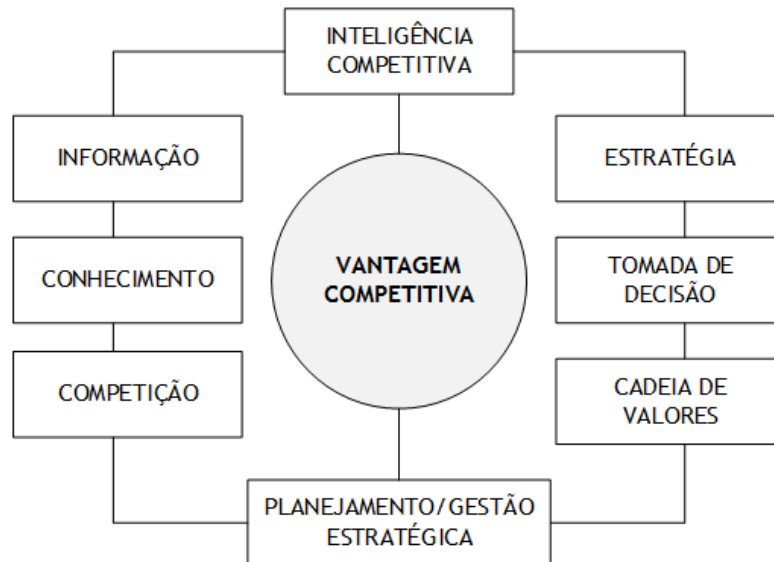 INTELIGÊNCIA
COMPETITIVA
INFORMAÇÃO
ESTRATÉGIA
CONHECIMENTO
VANTAGEM
COMPETITIVA
TOMADA DE
DECISÃO
COMPETIÇÃO
CADEIA DE
VALORES
PLANEJAMENTO/GESTÃO
ESTRATÉGICA